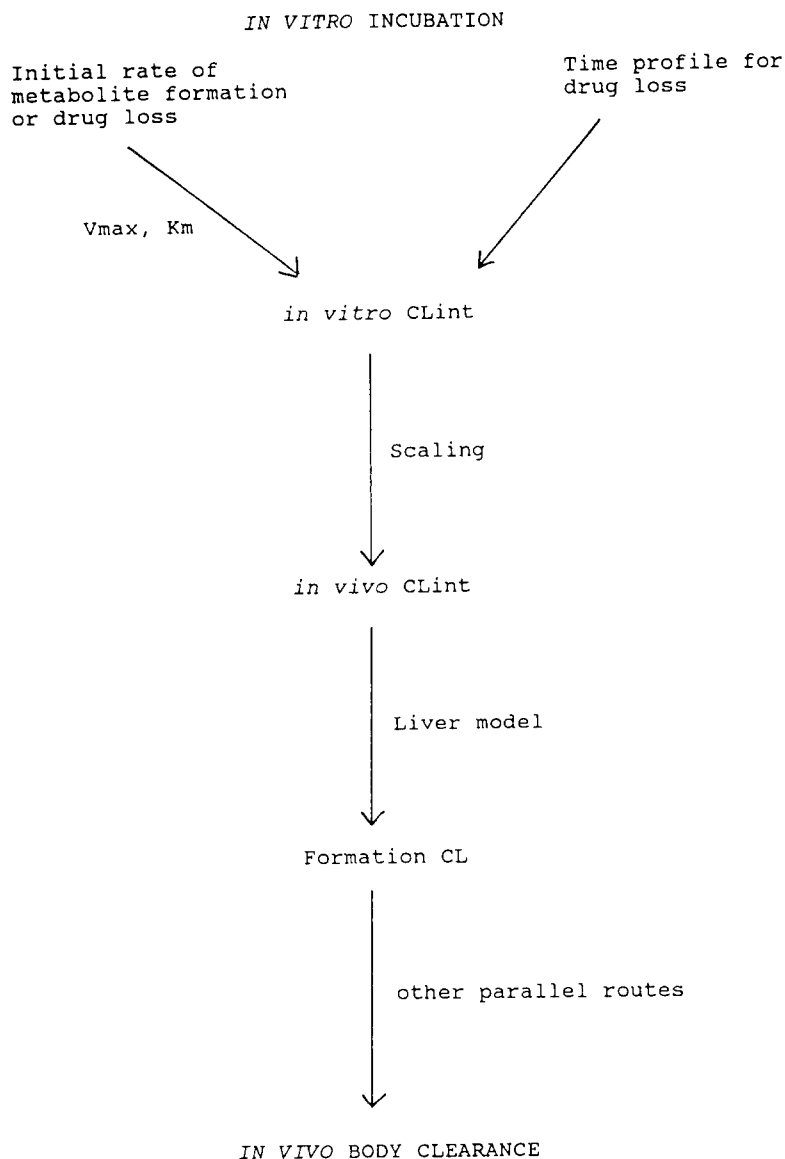 IN VITRO INCUBATION
Initial rate of
metabolite formation
or drug loss
Time profile for
drug loss
Vmax, Km
in vitro CLint
Scaling
in vivo CLint
Liver model
Formation CL
other parallel routes
IN VIVO BODY CLEARANCE